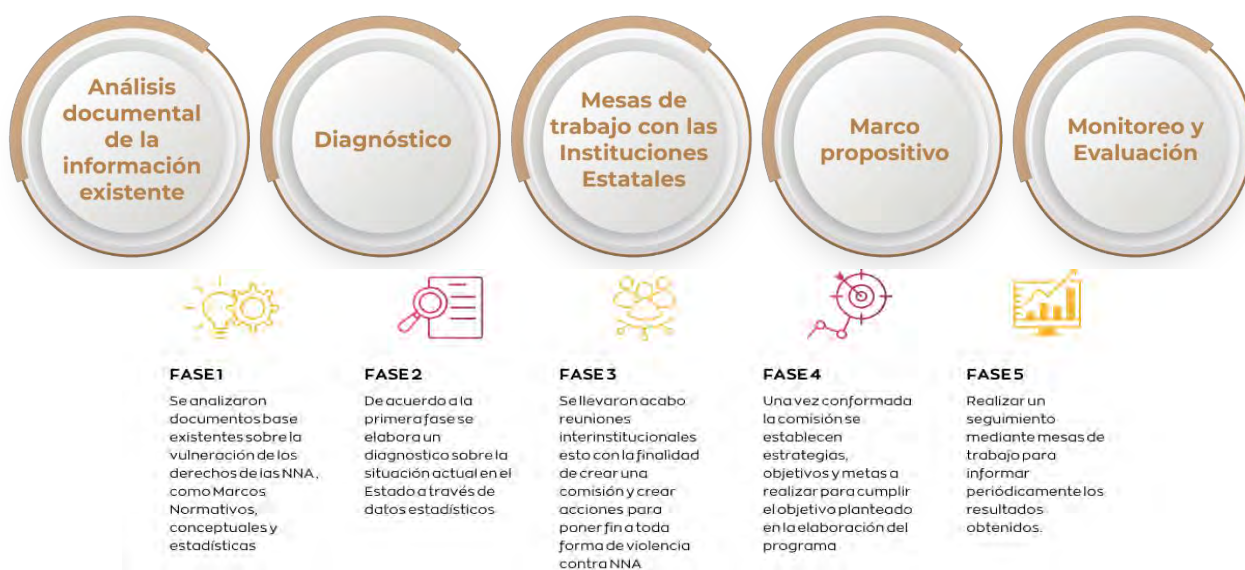 Análisis
documental
de la
información
existente
Diagnóstico
Mesas de
trabajo con las
Instituciones
Estatales
Marco
propositivo
Monitoreo y
Evaluación
FASE 1
Se analizaron
documentos base
existentes sobre la
vulneración de los
derechos de las NNA,
como Marcos
Normativos,
conceptuales y
estadísticas
FASE 2
De acuerdo a la
primera fase se
elabora un
diagnostico sobre la
situación actual en el
Estado a través de
datos estadísticos
FASE 3
Se llevaron acabo
reuniones
interinstitucionales
esto con la finalidad
de crear una
comisión y crear
acciones para
poner fin a toda
forma de violencia
contra NNA
FASE 4
Una vez conformada
la comisión se
establecen
estrategias,
objetivos y metas a
realizar para cumplir
el objetivo planteado
en la elaboración del
programa
FASE 5
Realizar un
seguimiento
mediante mesas de
trabajo para
informar
periódicamente los
resultados
obtenidos.